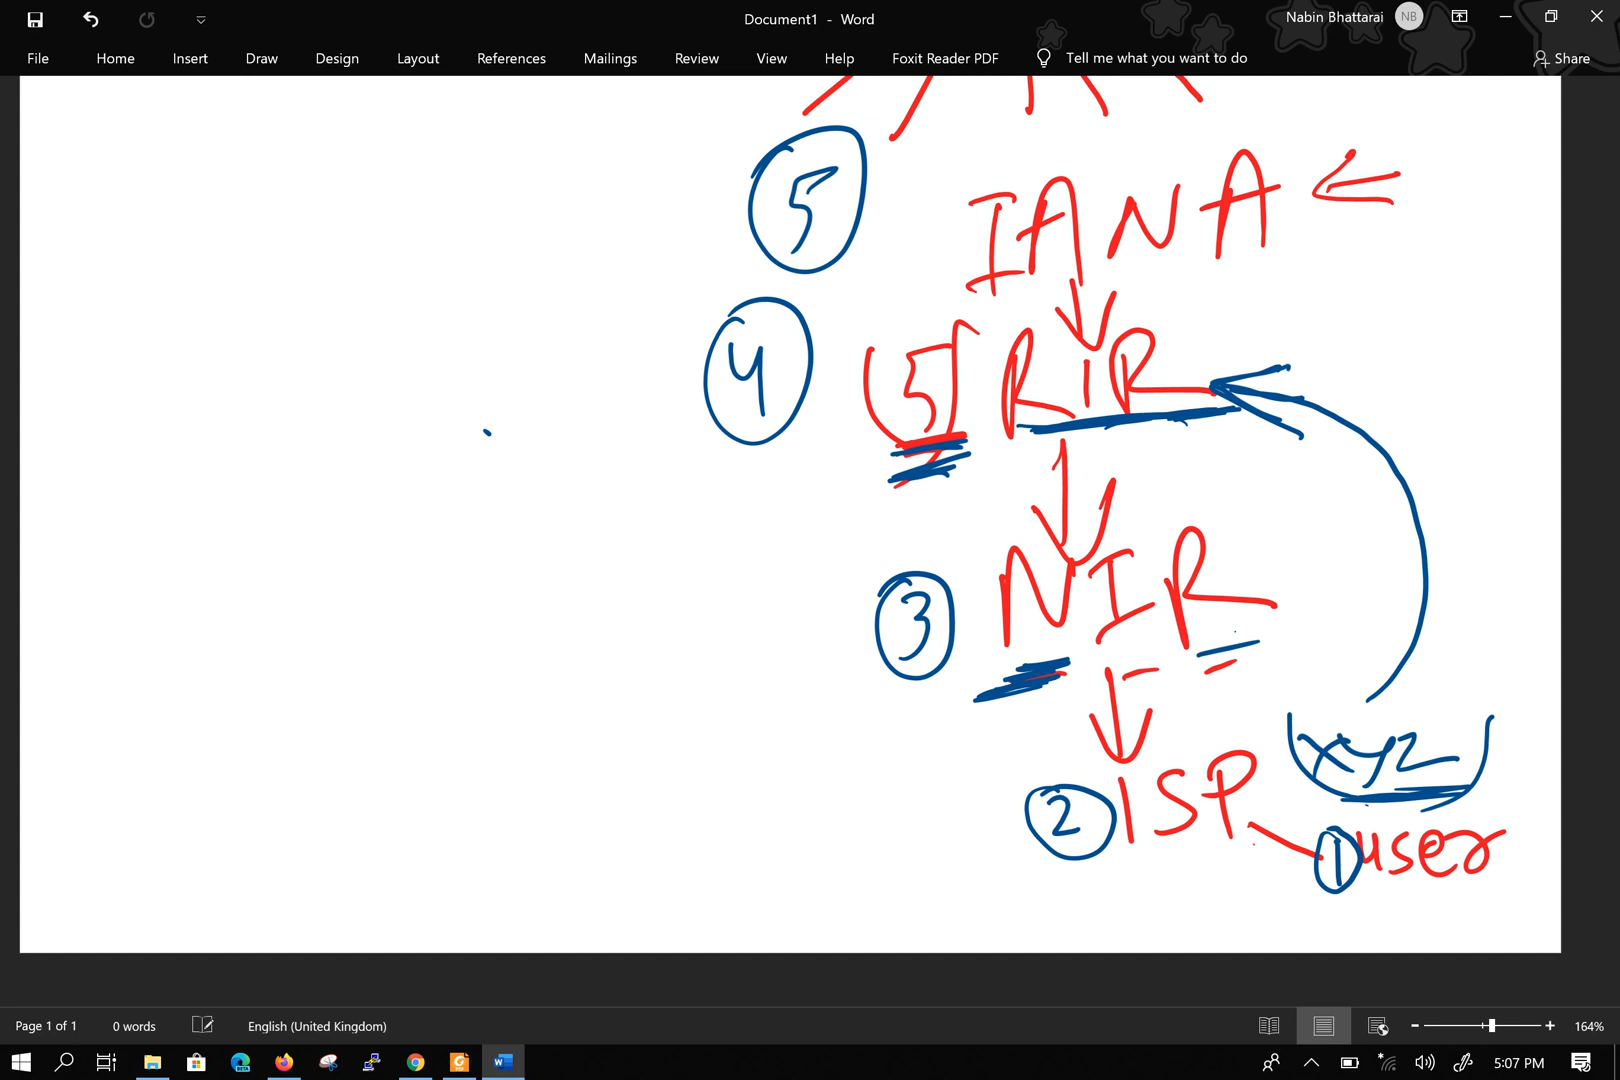 Document1 - Word
Nabin Bhattarai NB
File Home Insert Draw Design Layout References Mailings Review View Help Foxit Reader PDF Tell me what you want to do Share
5 IANA
4 5 RIR
3 NIR
xyz
2 ISP
1 user
Page 1 of 1 0 words English (United Kingdom) 164%
5:07 PM